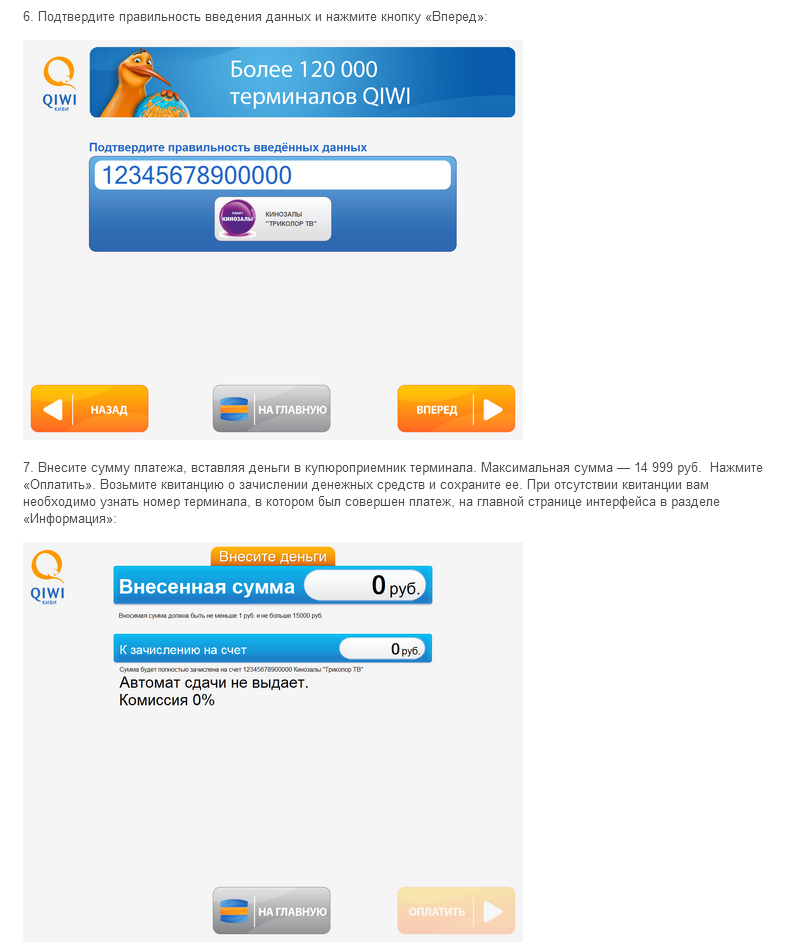 6. Подтвердите правильность введения данных и нажмите кнопку «Вперед»:
QIWI
КИВИ
Более 120 000
терминалов QIWI
Подтвердите правильность введённых данных
12345678900000
пакет
КИНОЗАЛЫ
КИНОЗАЛЫ
"ТРИКОЛОР ТВ"
НАЗАД
НА ГЛАВНУЮ
ВПЕРЕД
7. Внесите сумму платежа, вставляя деньги в купюроприемник терминала. Максимальная сумма — 14 999 руб.  Нажмите
«Оплатить». Возьмите квитанцию о зачислении денежных средств и сохраните ее. При отсутствии квитанции вам
необходимо узнать номер терминала, в котором был совершен платеж, на главной странице интерфейса в разделе
«Информация»:
QIWI
КИВИ
Внесите деньги
Внесенная сумма 0 руб.
Вносимая сумма должна быть не меньше 1 руб. и не больше 15000 руб.
К зачислению на счет 0 руб.
Сумма будет полностью зачислена на счет 12345678900000 Кинозалы "Триколор ТВ"
Автомат сдачи не выдает.
Комиссия 0%
НА ГЛАВНУЮ
ОПЛАТИТЬ